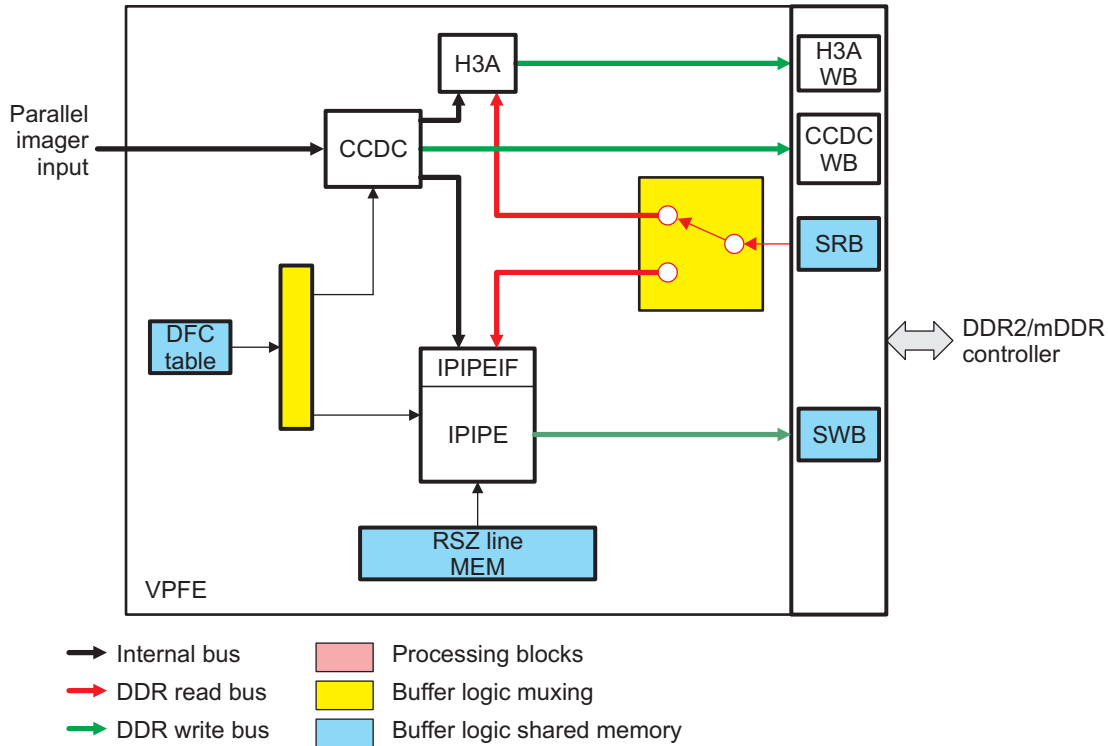 H3A
H3A
WB
Parallel
imager
input
CCDC
CCDC
WB
SRB
DFC
table
DDR2/mDDR
controller
IPIPEIF
IPIPE
SWB
RSZ line
MEM
VPFE
Internal bus
Processing blocks
DDR read bus
Buffer logic muxing
DDR write bus
Buffer logic shared memory